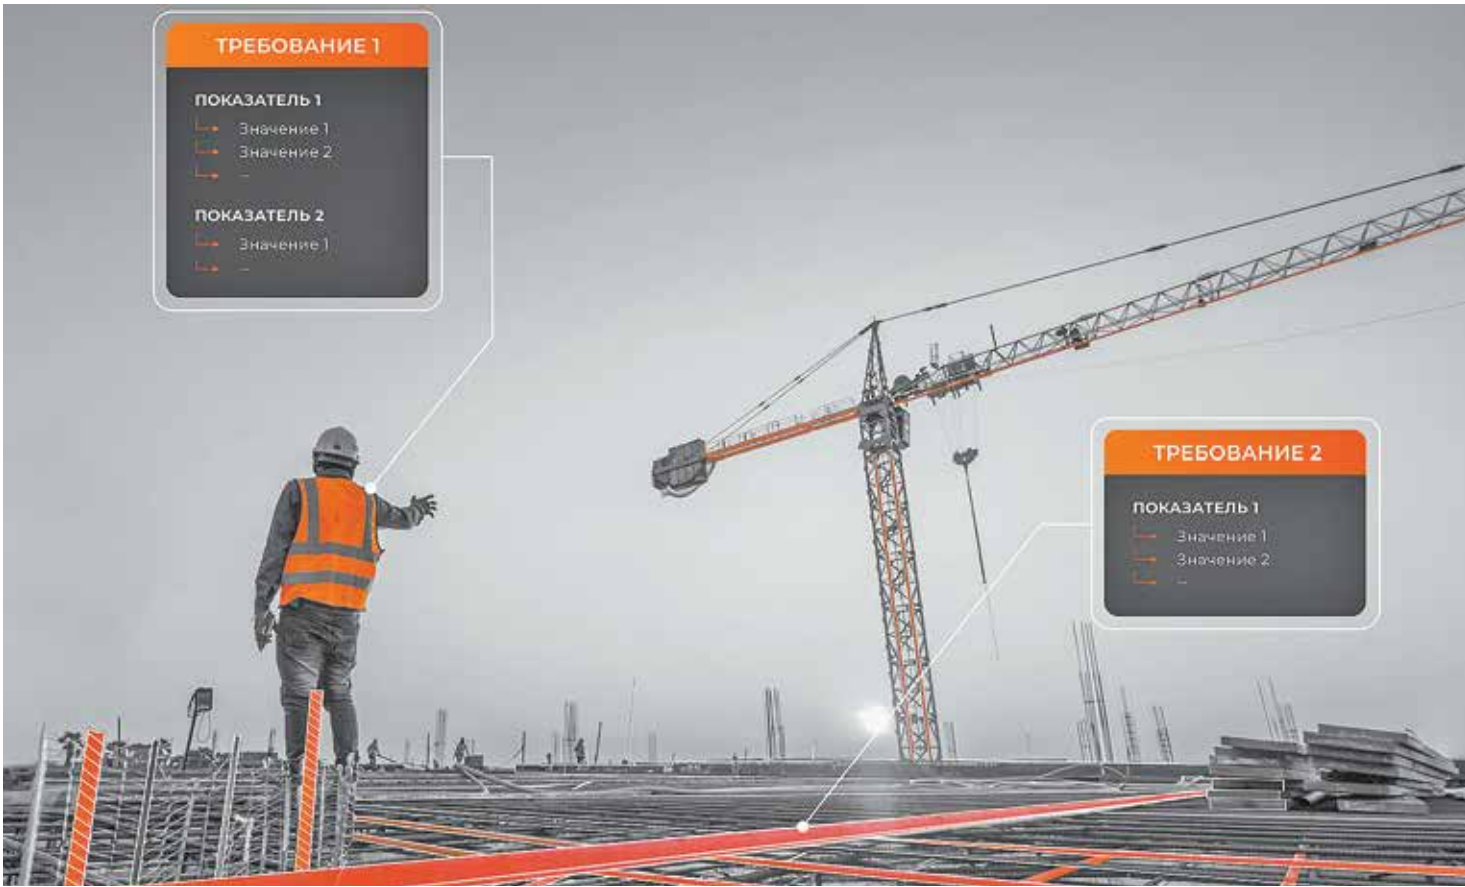 ТРЕБОВАНИЕ 1
ПОКАЗАТЕЛЬ 1
Значение 1
Значение 2
...
ПОКАЗАТЕЛЬ 2
Значение 1
...
ТРЕБОВАНИЕ 2
ПОКАЗАТЕЛЬ 1
Значение 1
Значение 2
...